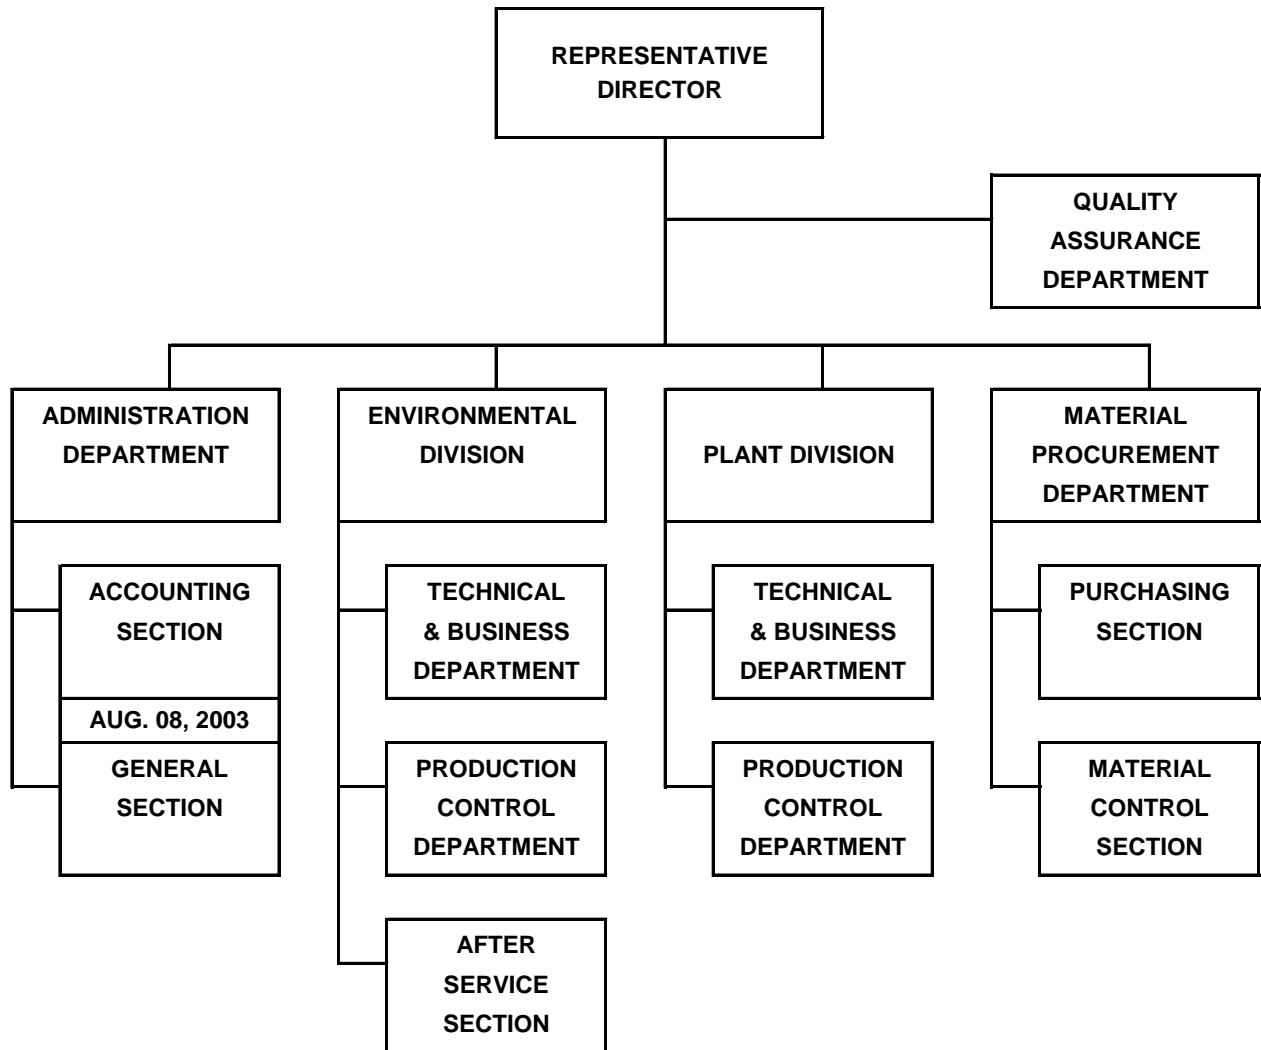 REPRESENTATIVE
DIRECTOR
QUALITY
ASSURANCE
DEPARTMENT
ADMINISTRATION
DEPARTMENT
ENVIRONMENTAL
DIVISION
PLANT DIVISION
MATERIAL
PROCUREMENT
DEPARTMENT
ACCOUNTING
SECTION
TECHNICAL
& BUSINESS
DEPARTMENT
TECHNICAL
& BUSINESS
DEPARTMENT
PURCHASING
SECTION
AUG. 08, 2003
GENERAL
SECTION
PRODUCTION
CONTROL
DEPARTMENT
PRODUCTION
CONTROL
DEPARTMENT
MATERIAL
CONTROL
SECTION
AFTER
SERVICE
SECTION